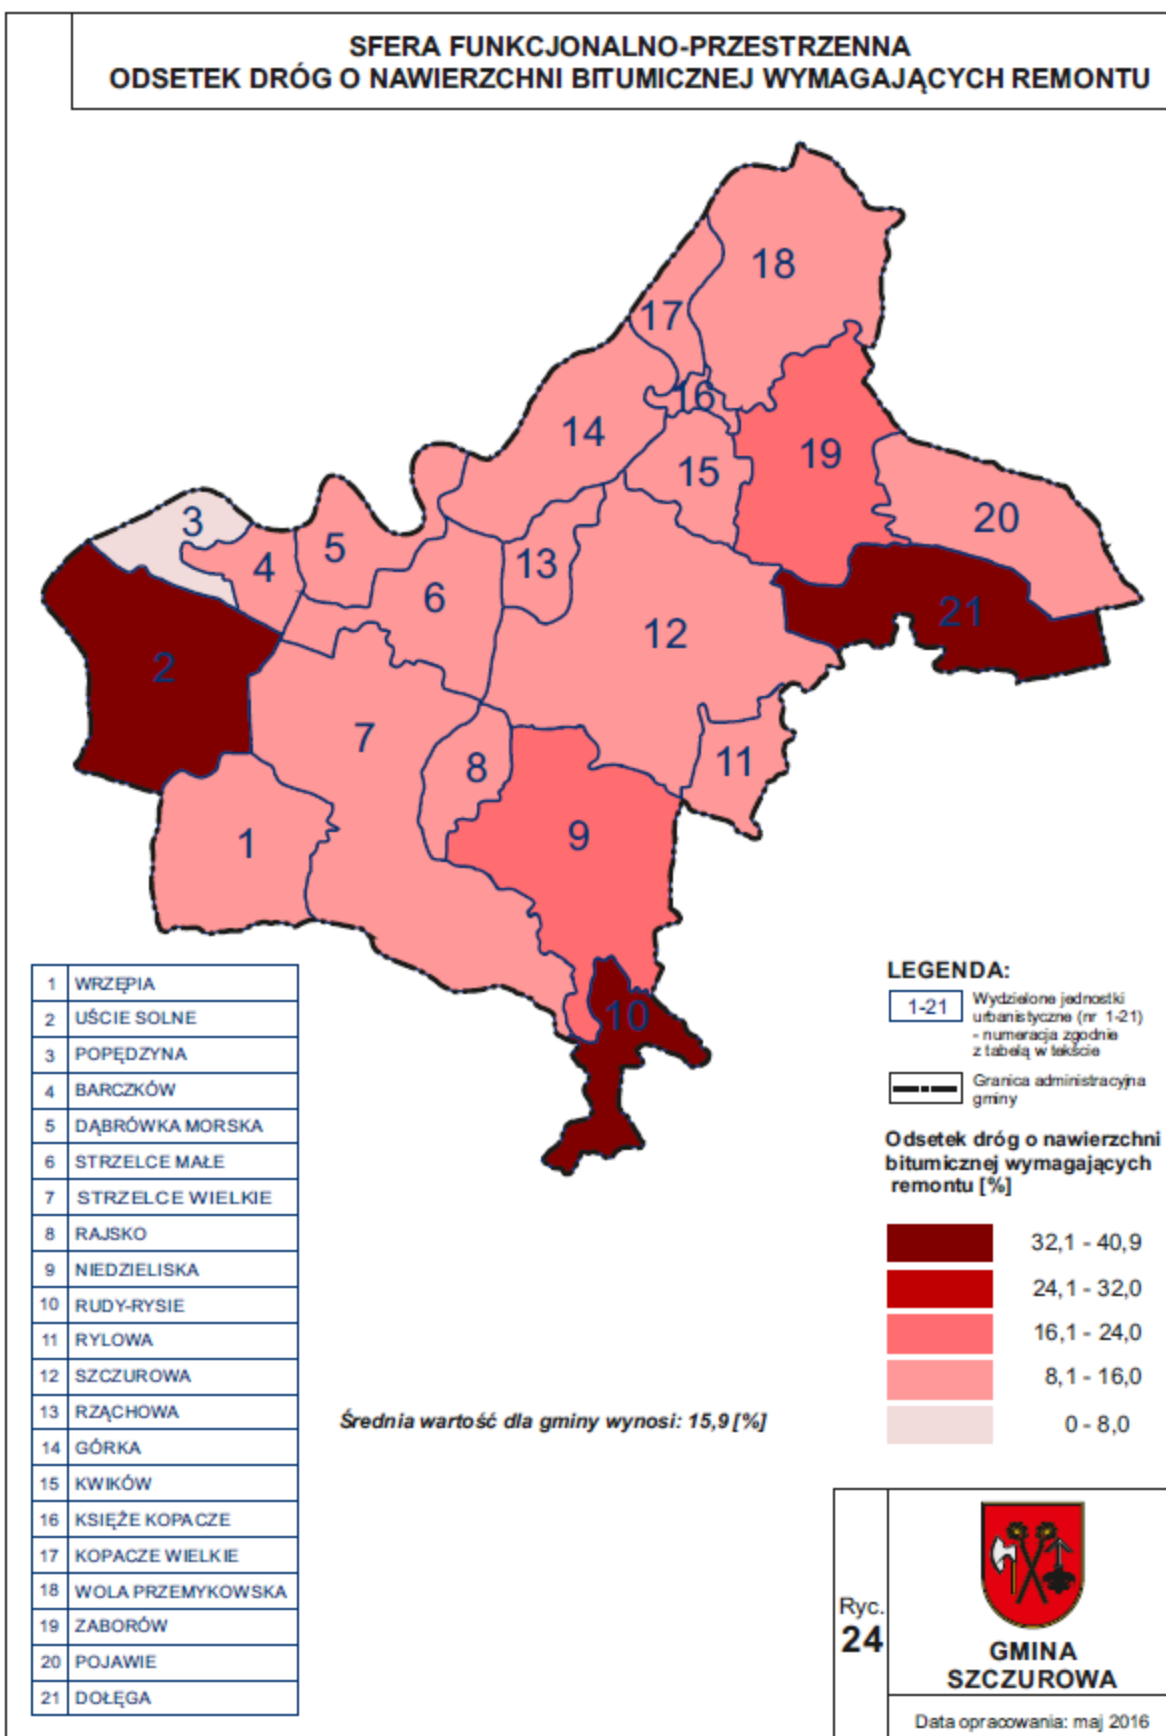 SFERA FUNKCJONALNO-PRZESTRZENNA
ODSETEK DRÓG O NAWIERZCHNI BITUMICZNEJ WYMAGAJĄCYCH REMONTU
18
17
16
14
19
15
3
20
5
4
13
6
21
12
2
7
8
11
9
1
10
1 WRZĘPIA
2 UŚCIE SOLNE
3 POPĘDZYNA
4 BARCZKÓW
5 DĄBRÓWKA MORSKA
6 STRZELCE MAŁE
7 STRZELCE WIELKIE
8 RAJSKO
9 NIEDZIELISKA
10 RUDY-RYSIE
11 RYLOWA
12 SZCZUROWA
13 RZĄCHOWA
14 GÓRKA
15 KWIKÓW
16 KSIĘŻE KOPACZE
17 KOPACZE WIELKIE
18 WOLA PRZEMYKOWSKA
19 ZABORÓW
20 POJAWIE
21 DOŁĘGA
Średnia wartość dla gminy wynosi: 15,9 [%]
LEGENDA:
1-21 Wydzielone jednostki
urbanistyczne (nr 1-21)
- numeracja zgodnie
z tabelą w tekście
Granica administracyjna
gminy
Odsetek dróg o nawierzchni
bitumicznej wymagających
remontu [%]
32,1 - 40,9
24,1 - 32,0
16,1 - 24,0
8,1 - 16,0
0 - 8,0
Ryc.
24
GMINA
SZCZUROWA
Data opracowania: maj 2016